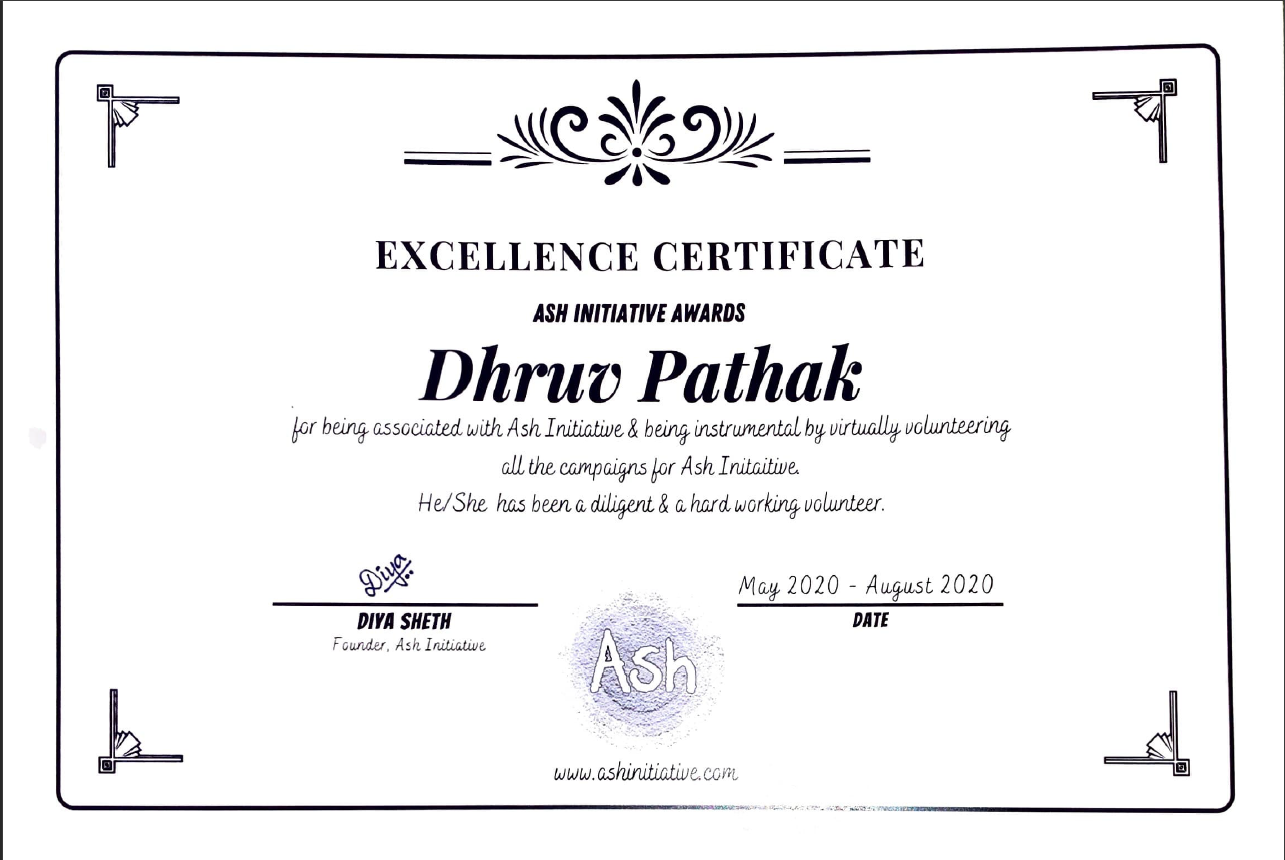 EXCELLENCE CERTIFICATE
ASH INITIATIVE AWARDS
Dhruv Pathak
for being associated with Ash Initiative & being instrumental by virtually volunteering
all the campaigns for Ash Initaitive.
He/She has been a diligent & a hard working volunteer.
Diya
May 2020 - August 2020
DIYA SHETH
DATE
Founder, Ash Initiative
Ash
www.ashinitiative.com